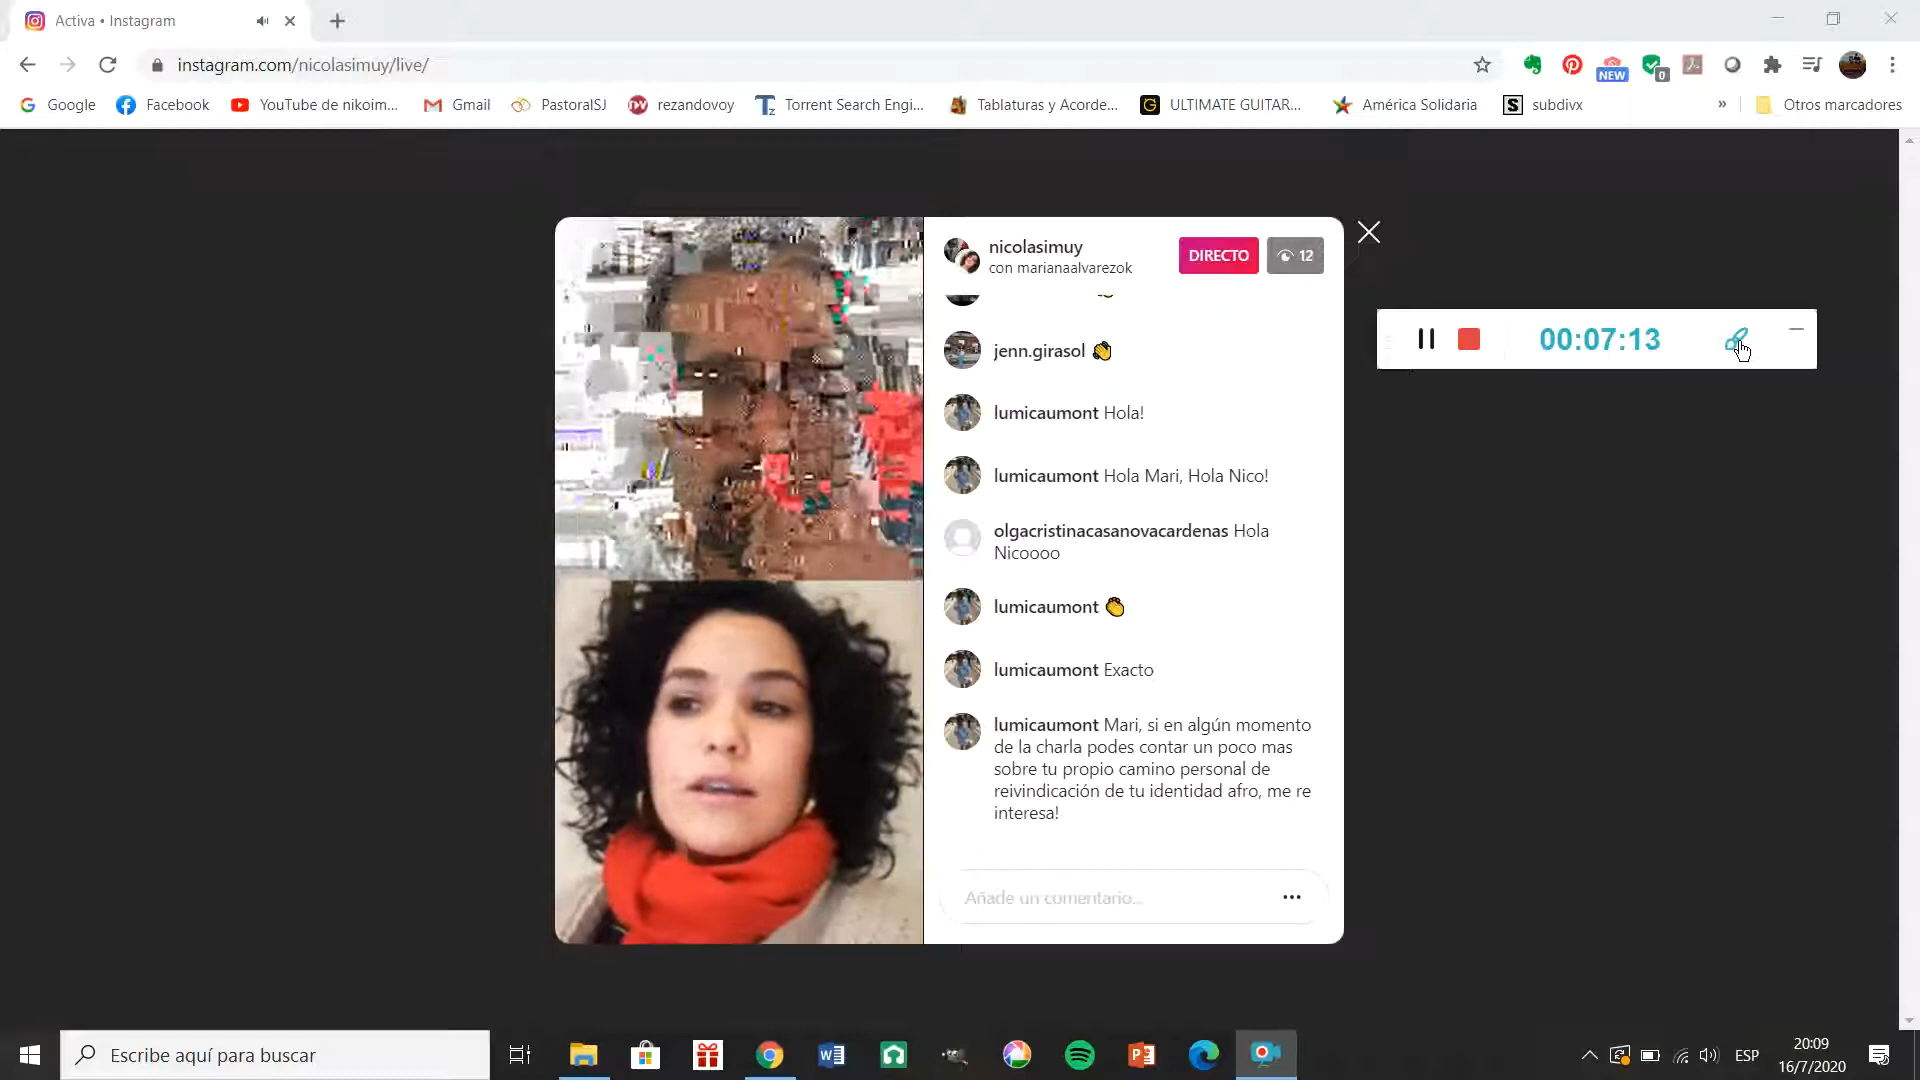 Activa • Instagram
instagram.com/nicolasimuy/live/
NEW
0
Google
Facebook
YouTube de nikoim...
Gmail
PastoralSJ
rezandovoy
Torrent Search Engi...
Tablaturas y Acorde...
ULTIMATE GUITAR...
América Solidaria
subdivx
»
Otros marcadores
nicolasimuy
con marianaalvarezok
DIRECTO
12
00:07:13
jenn.girasol 👏
lumicaumont Hola!
lumicaumont Hola Mari, Hola Nico!
olgacristinacasanovacardenas Hola
Nicoooo
lumicaumont 👏
lumicaumont Exacto
lumicaumont Mari, si en algún momento
de la charla podes contar un poco mas
sobre tu propio camino personal de
reivindicación de tu identidad afro, me re
interesa!
Añade un comentario...
Escribe aquí para buscar
ESP
20:09
16/7/2020